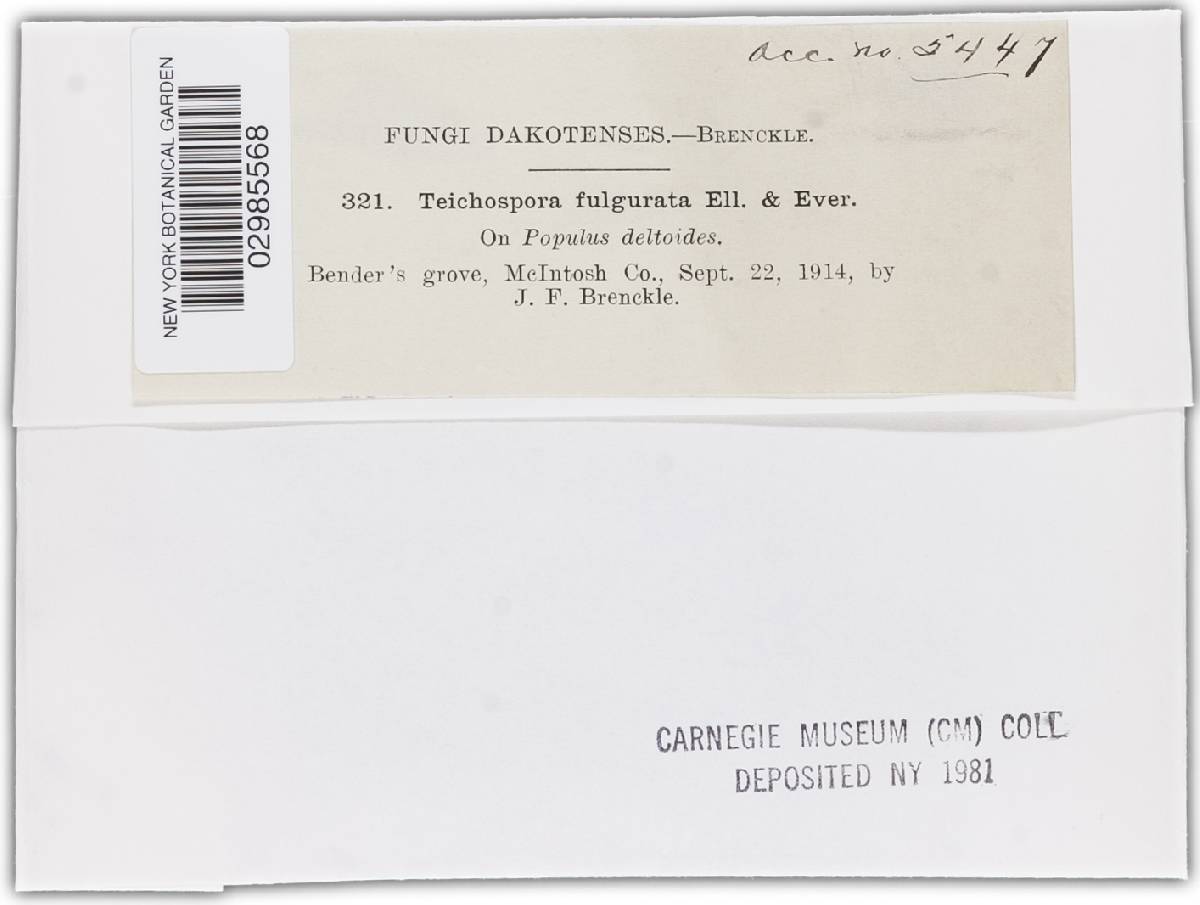 acc. no. 5447
NEW YORK BOTANICAL GARDEN
02985568
FUNGI DAKOTENSES.—BRENCKLE.
321. Teichospora fulgurata Ell. & Ever.
On Populus deltoides.
Bender's grove, McIntosh Co., Sept. 22, 1914, by
J. F. Brenckle.
CARNEGIE MUSEUM (CM) COLL
DEPOSITED NY 1981